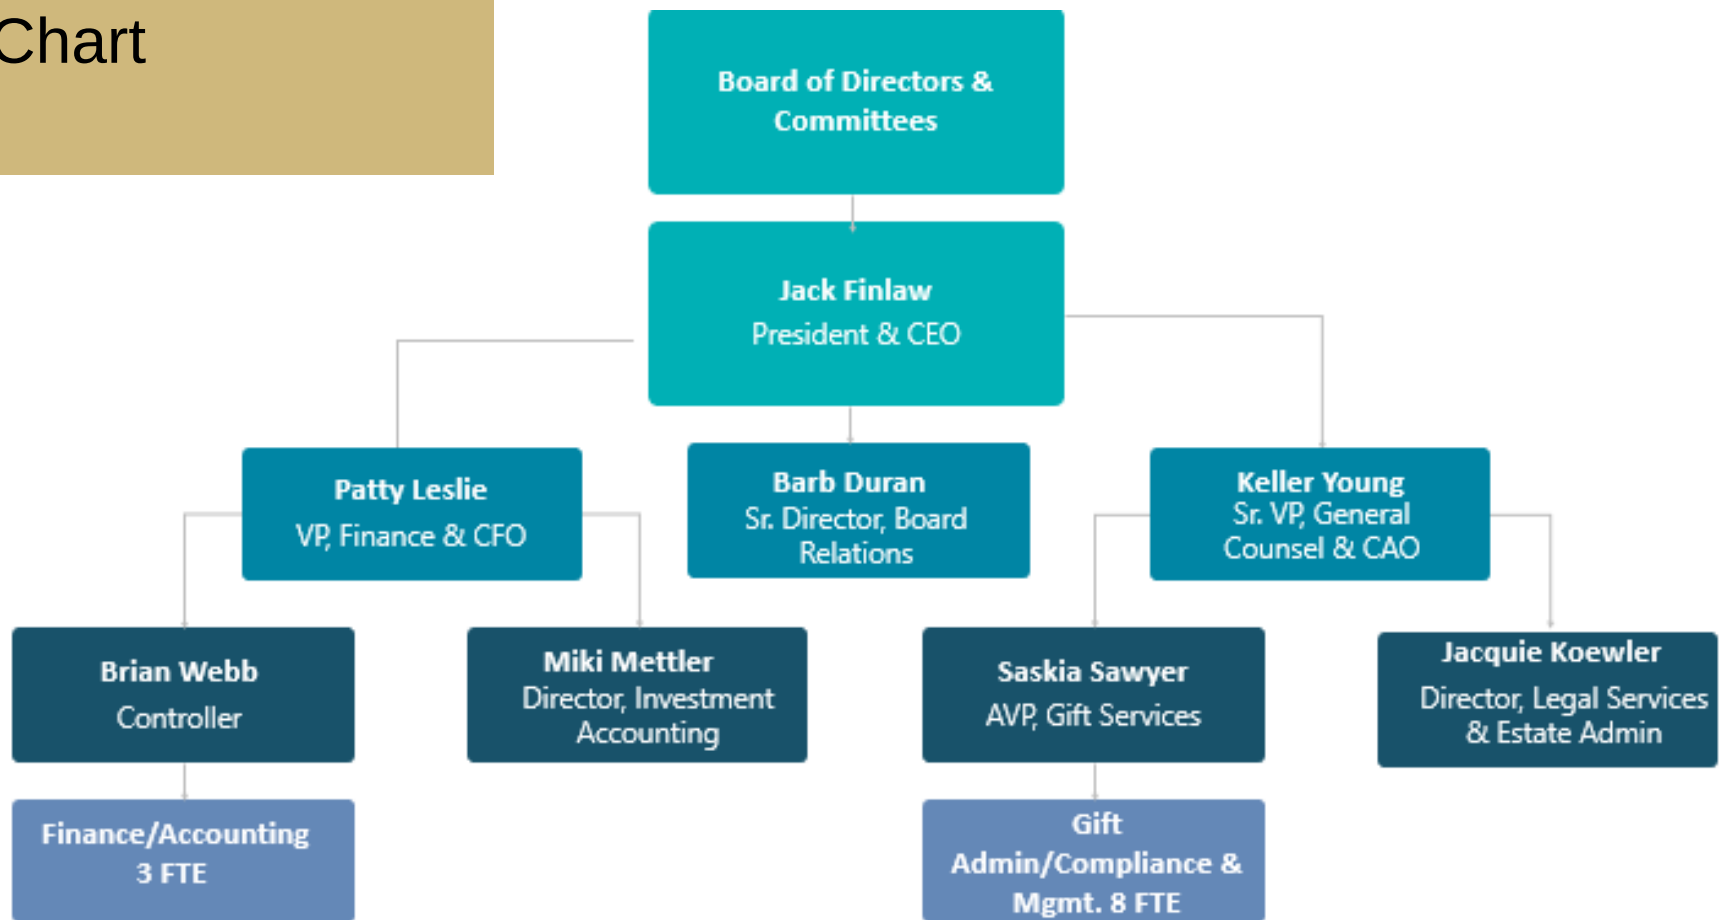 Chart
Board of Directors &
Committees
Jack Finlaw
President & CEO
Patty Leslie
VP, Finance & CFO
Barb Duran
Sr. Director, Board
Relations
Keller Young
Sr. VP, General
Counsel & CAO
Brian Webb
Controller
Miki Mettler
Director, Investment
Accounting
Saskia Sawyer
AVP, Gift Services
Jacquie Koewler
Director, Legal Services
& Estate Admin
Finance/Accounting
3 FTE
Gift
Admin/Compliance &
Mgmt. 8 FTE